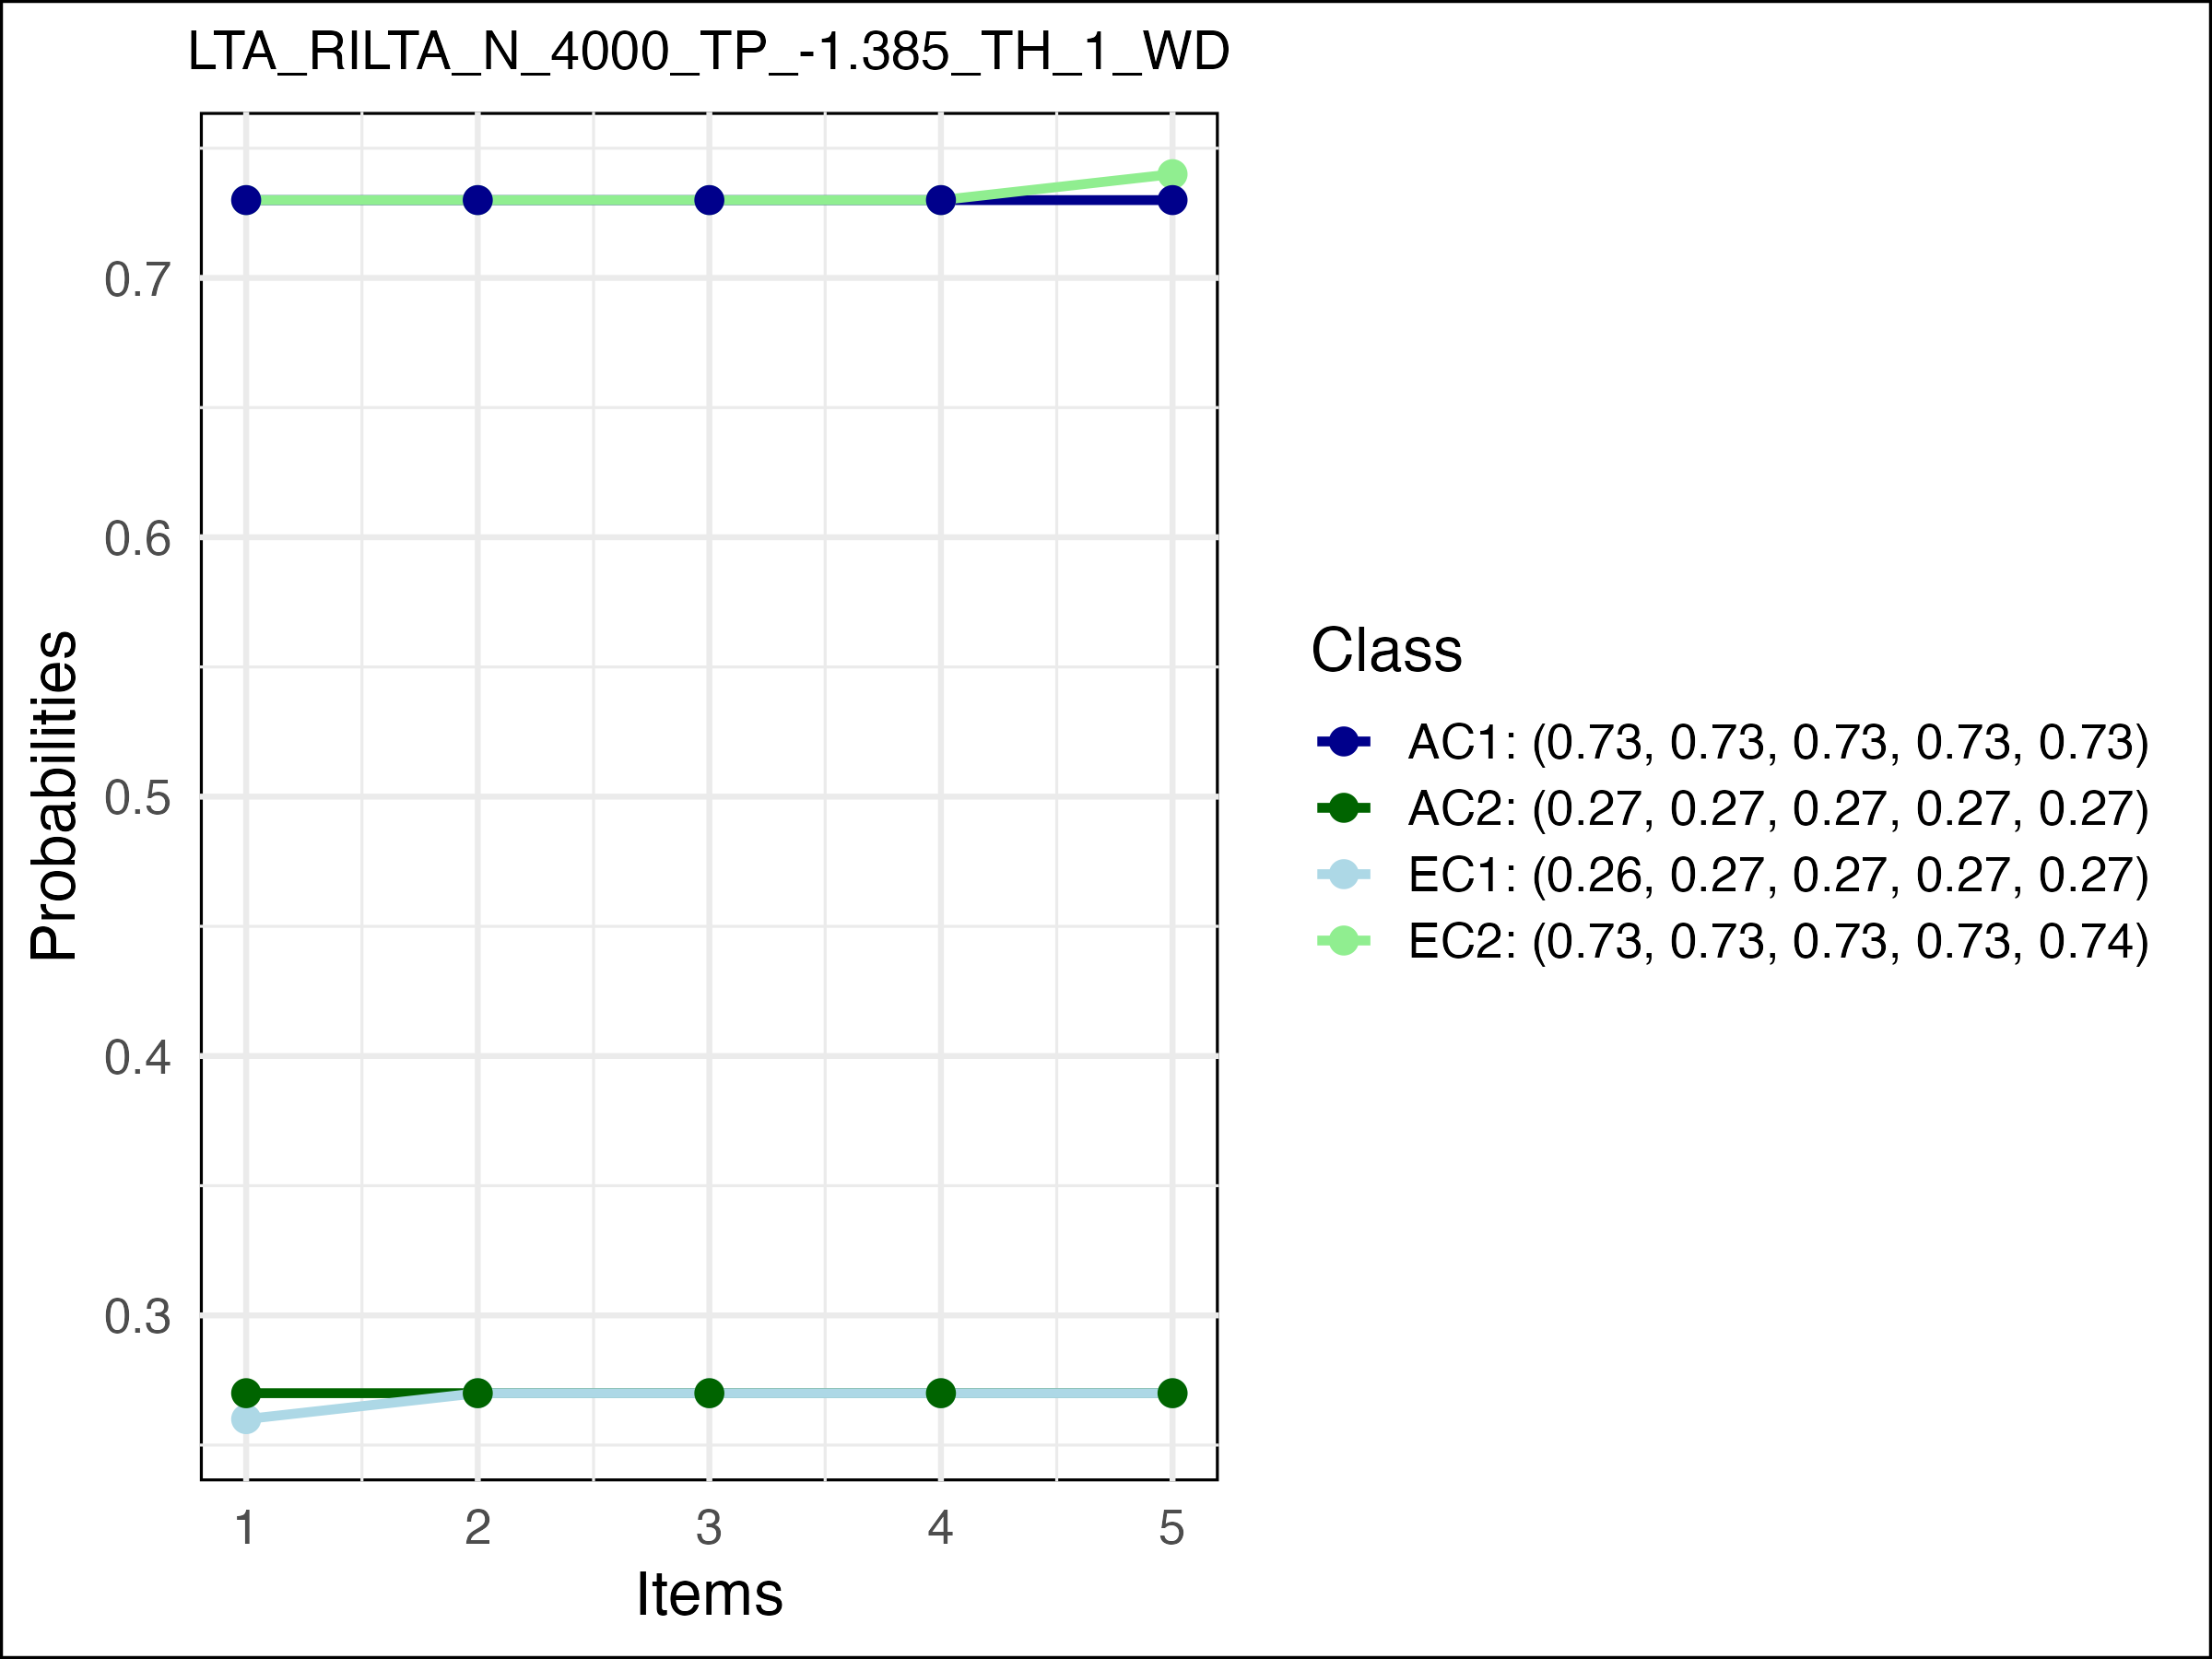 LTA_RILTA_N_4000_TP_-1.385_TH_1_WD
Probabilities
0.7
0.6
0.5
0.4
0.3
1 2 3 4 5
Items
Class
AC1: (0.73, 0.73, 0.73, 0.73, 0.73)
AC2: (0.27, 0.27, 0.27, 0.27, 0.27)
EC1: (0.26, 0.27, 0.27, 0.27, 0.27)
EC2: (0.73, 0.73, 0.73, 0.73, 0.74)